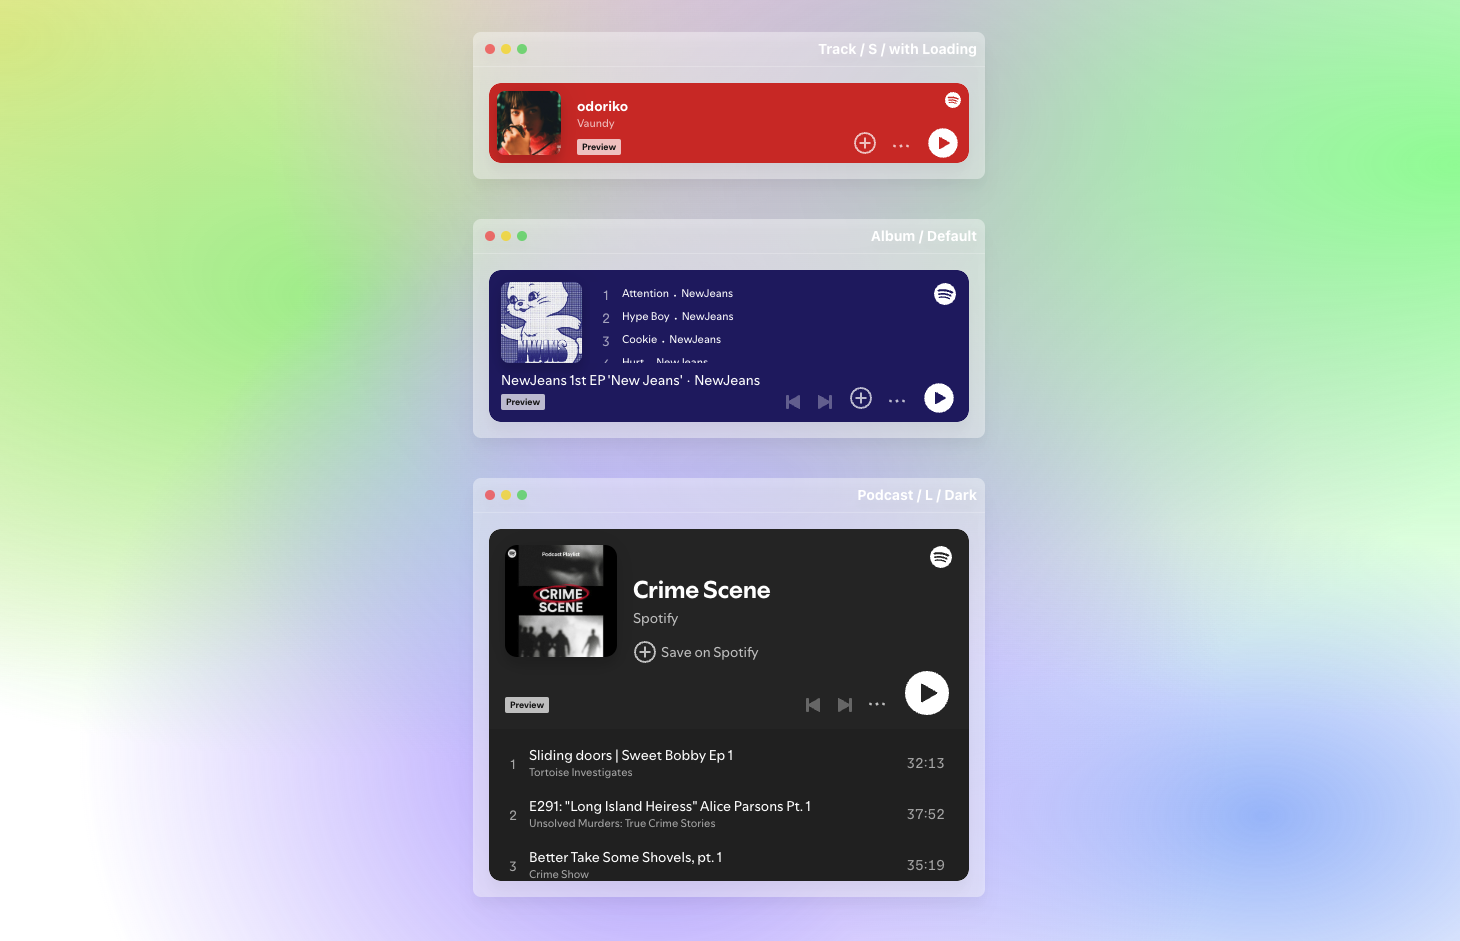 Track / S / with Loading
odoriko
Vaundy
Preview
Album / Default
1 Attention . NewJeans
2 Hype Boy . NewJeans
3 Cookie . NewJeans
Hurt . NewJeans
NEWJEANS
NewJeans 1st EP 'New Jeans' · NewJeans
Preview
Podcast / L / Dark
Podcast Playlist
CRIME
SCENE
Crime Scene
Spotify
Save on Spotify
Preview
1 Sliding doors | Sweet Bobby Ep 1 32:13
Tortoise Investigates
2 E291: "Long Island Heiress" Alice Parsons Pt. 1 37:52
Unsolved Murders: True Crime Stories
3 Better Take Some Shovels, pt. 1 35:19
Crime Show